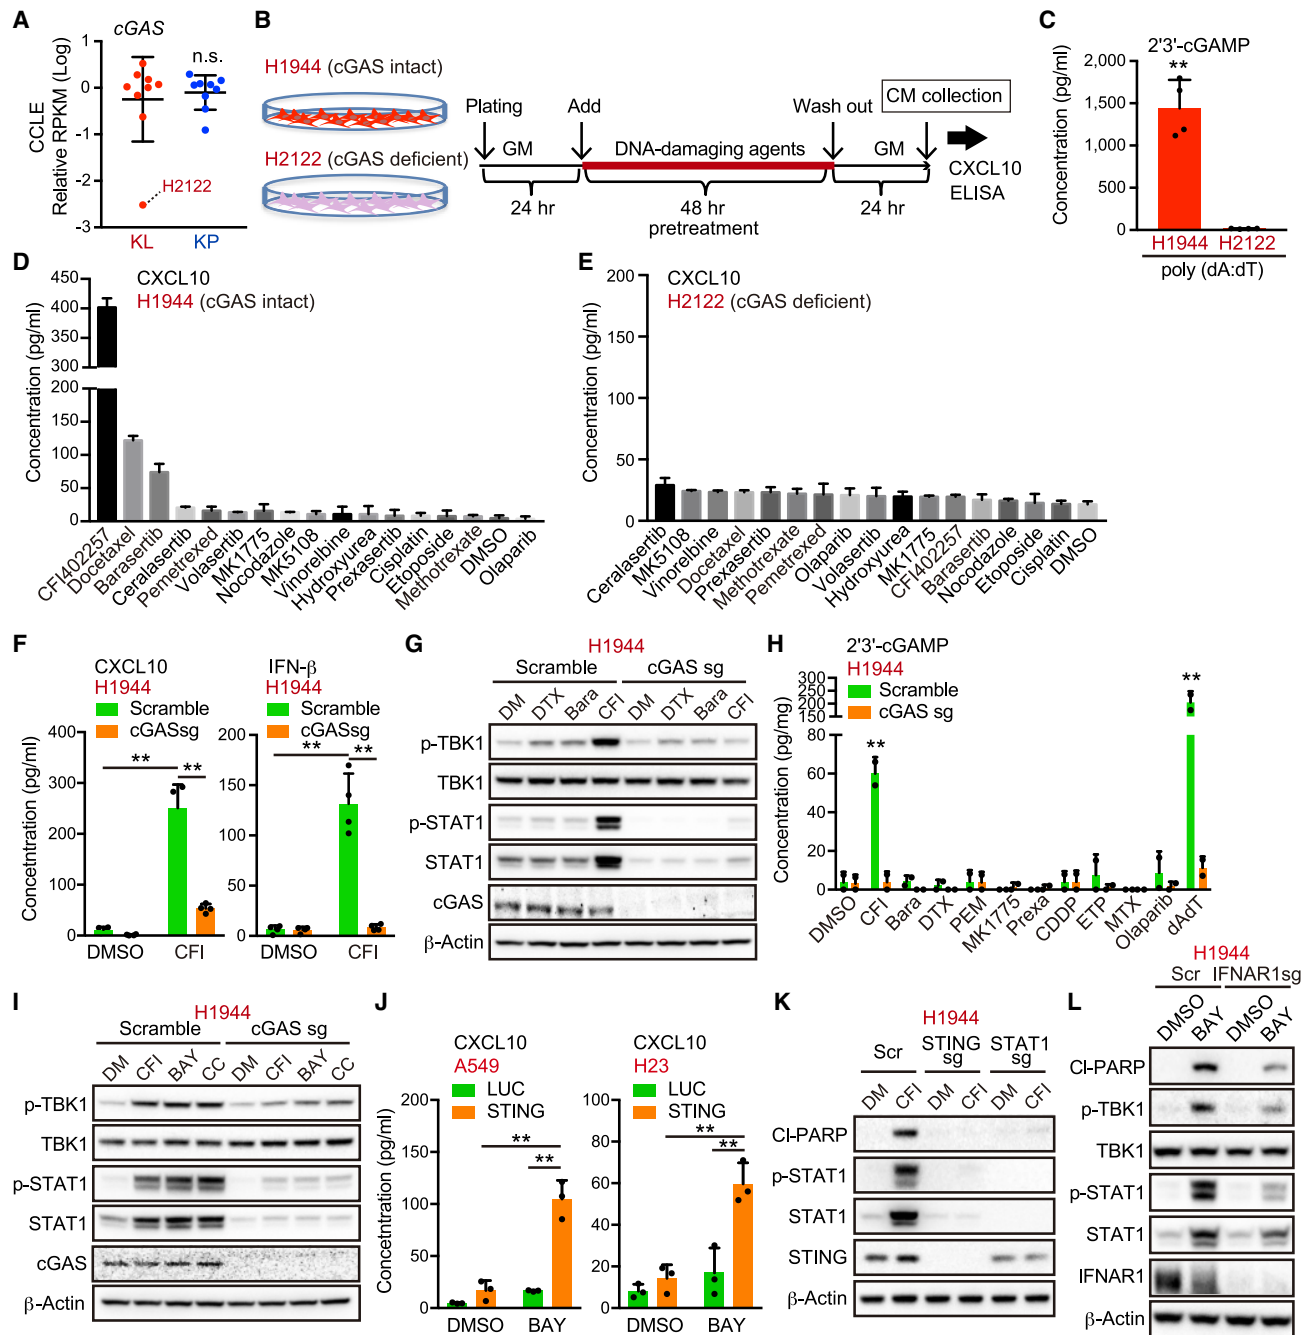 A
cGAS
n.s.
CCLE
Relative RPKM (Log)
1
0
-1
-2
-3
H2122
KL
KP
B
H1944 (cGAS intact)
H2122 (cGAS deficient)
Plating
Add
Wash out
CM collection
GM
DNA-damaging agents
GM
24 hr
48 hr
pretreatment
24 hr
CXCL10
ELISA
C
2'3'-cGAMP
**
Concentration (pg/ml)
2,000
1,500
1,000
500
0
H1944
H2122
poly (dA:dT)
D
CXCL10
H1944 (cGAS intact)
Concentration (pg/ml)
450
400
350
300
200
150
100
50
0
CFI402257
Docetaxel
Barasertib
Ceralasertib
Pemetrexed
Volasertib
MK1775
Nocodazole
MK5108
Vinorelbine
Hydroxyurea
Prexasertib
Cisplatin
Etoposide
Methotrexate
DMSO
Olaparib
E
CXCL10
H2122 (cGAS deficient)
Concentration (pg/ml)
200
150
100
50
0
Ceralasertib
MK5108
Vinorelbine
Docetaxel
Prexasertib
Methotrexate
Pemetrexed
Olaparib
Volasertib
Hydroxyurea
MK1775
CFI402257
Barasertib
Nocodazole
Etoposide
Cisplatin
DMSO
F
CXCL10
H1944
Scramble
cGASsg
Concetntration (pg/ml)
400
300
200
100
0
**
**
DMSO
CFI
IFN-β
H1944
Scramble
cGASsg
200
150
100
50
0
**
**
DMSO
CFI
G
H1944
Scramble
cGAS sg
DM
DTX
Bara
CFI
DM
DTX
Bara
CFI
p-TBK1
TBK1
p-STAT1
STAT1
cGAS
β-Actin
H
2'3'-cGAMP
H1944
Scramble
cGAS sg
Concentration (pg/mg)
300
250
200
150
80
60
40
20
0
**
**
DMSO
CFI
Bara
DTX
PEM
MK1775
Prexa
CDDP
ETP
MTX
Olaparib
dAdT
I
H1944
Scramble
cGAS sg
DM
CFI
BAY
CC
DM
CFI
BAY
CC
p-TBK1
TBK1
p-STAT1
STAT1
cGAS
β-Actin
J
CXCL10
A549
LUC
STING
Concetntration (pg/ml)
200
150
100
50
0
**
**
DMSO
BAY
CXCL10
H23
LUC
STING
100
80
60
40
20
0
**
**
DMSO
BAY
K
H1944
Scr
STING sg
STAT1 sg
DM
CFI
DM
CFI
DM
CFI
Cl-PARP
p-STAT1
STAT1
STING
β-Actin
L
H1944
Scr
IFNAR1sg
DMSO
BAY
DMSO
BAY
Cl-PARP
p-TBK1
TBK1
p-STAT1
STAT1
IFNAR1
β-Actin